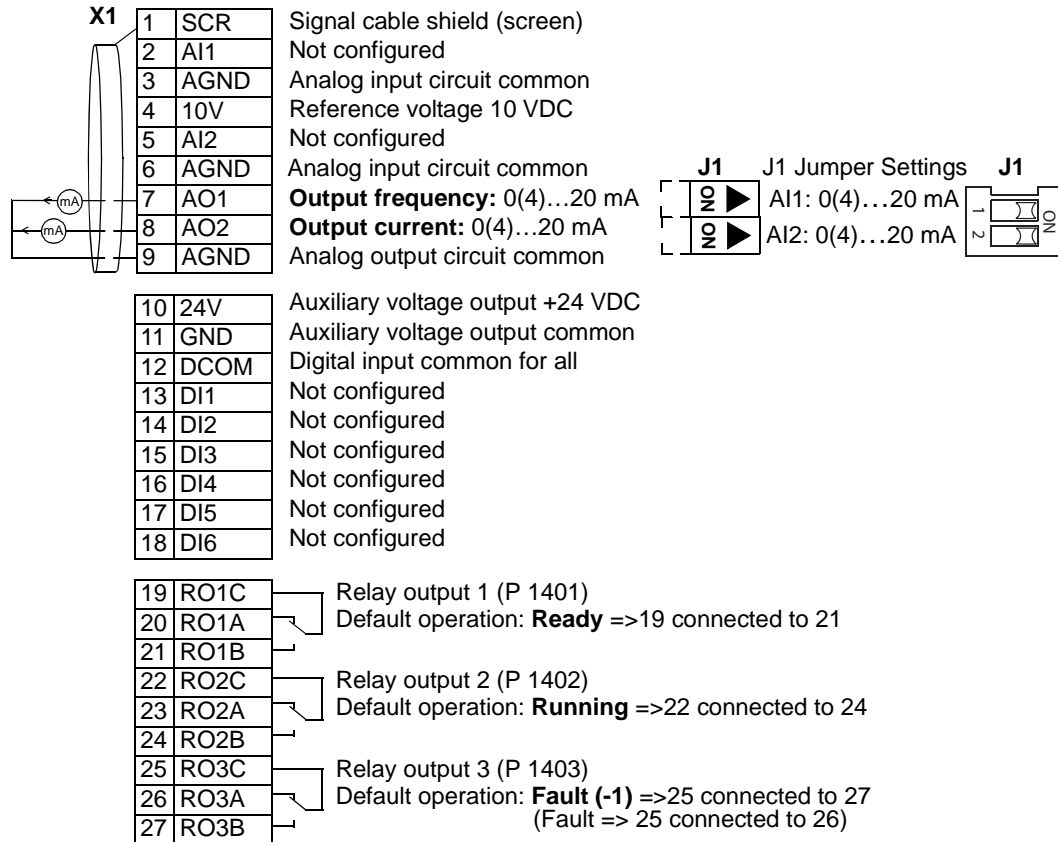 X1
1 SCR Signal cable shield (screen)
2 AI1 Not configured
3 AGND Analog input circuit common
4 10V Reference voltage 10 VDC
5 AI2 Not configured
6 AGND Analog input circuit common
7 AO1 Output frequency: 0(4)…20 mA
8 AO2 Output current: 0(4)…20 mA
9 AGND Analog output circuit common
mA
mA
J1 J1 Jumper Settings J1
ON AI1: 0(4)…20 mA
ON AI2: 0(4)…20 mA
1
2
ON
10 24V Auxiliary voltage output +24 VDC
11 GND Auxiliary voltage output common
12 DCOM Digital input common for all
13 DI1 Not configured
14 DI2 Not configured
15 DI3 Not configured
16 DI4 Not configured
17 DI5 Not configured
18 DI6 Not configured
19 RO1C Relay output 1 (P 1401)
20 RO1A Default operation: Ready =>19 connected to 21
21 RO1B
22 RO2C Relay output 2 (P 1402)
23 RO2A Default operation: Running =>22 connected to 24
24 RO2B
25 RO3C Relay output 3 (P 1403)
26 RO3A Default operation: Fault (-1) =>25 connected to 27
27 RO3B (Fault => 25 connected to 26)